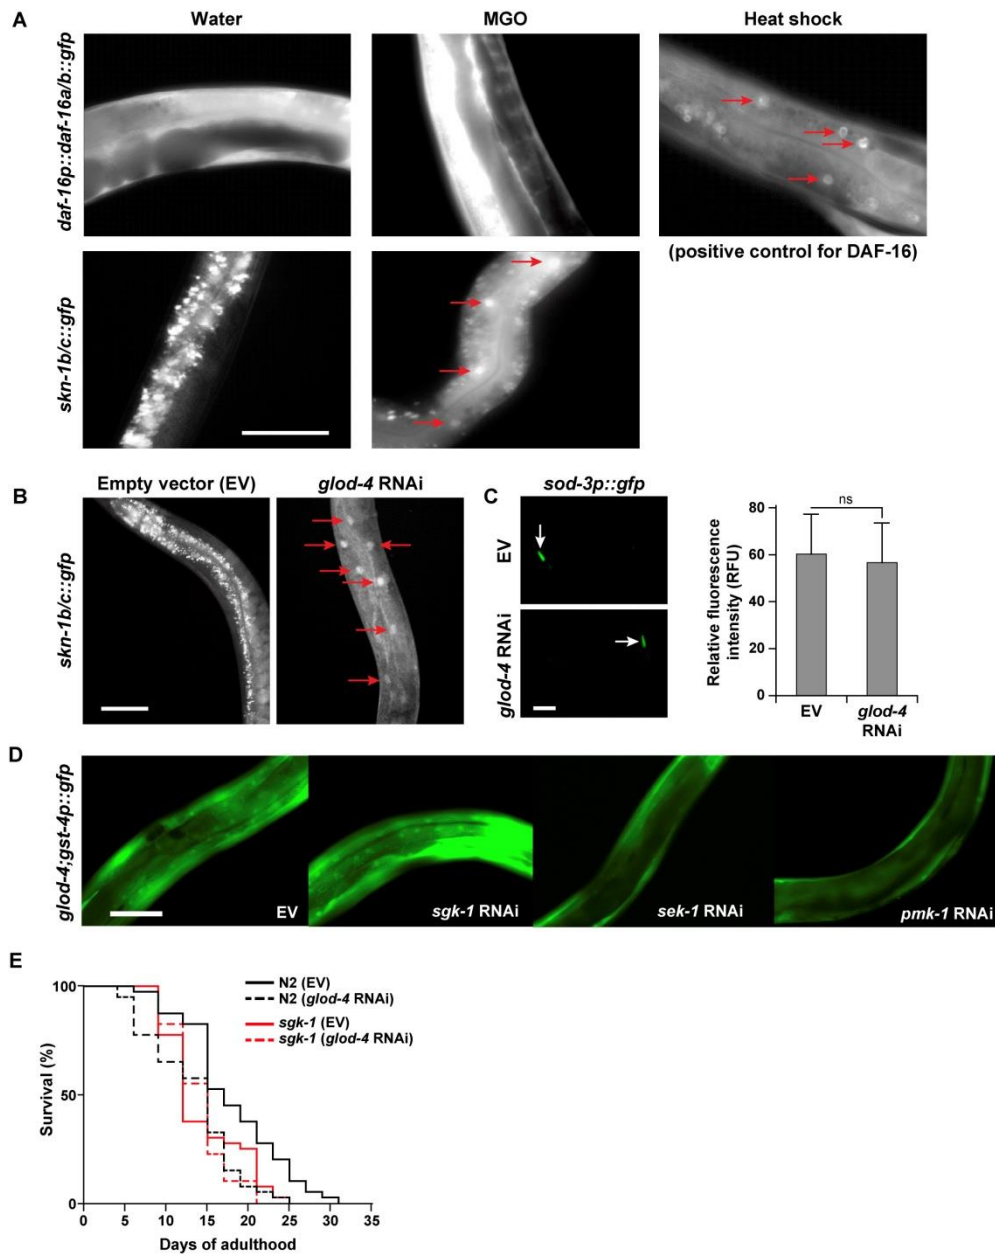 A
Water
MGO
Heat shock
daf-16p::daf-16a/b::gfp
(positive control for DAF-16)
skn-1b/c::gfp
B
Empty vector (EV)
glod-4 RNAi
skn-1b/c::gfp
C
sod-3p::gfp
EV
glod-4 RNAi
Relative fluorescence
intensity (RFU)
80
60
40
20
0
ns
EV
glod-4
RNAi
D
glod-4;gst-4p::gfp
EV
sgk-1 RNAi
sek-1 RNAi
pmk-1 RNAi
E
N2 (EV)
N2 (glod-4 RNAi)
sgk-1 (EV)
sgk-1 (glod-4 RNAi)
Survival (%)
100
50
0
0 5 10 15 20 25 30 35
Days of adulthood